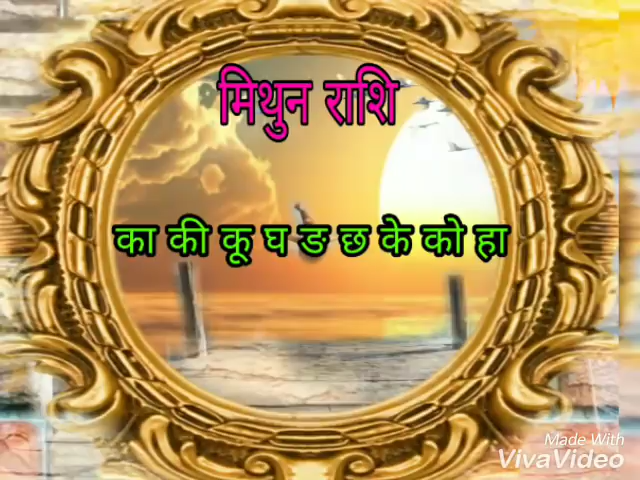 मिथुन राशि
का की कू घ ङ छ के को हा
Made With
VivaVideo